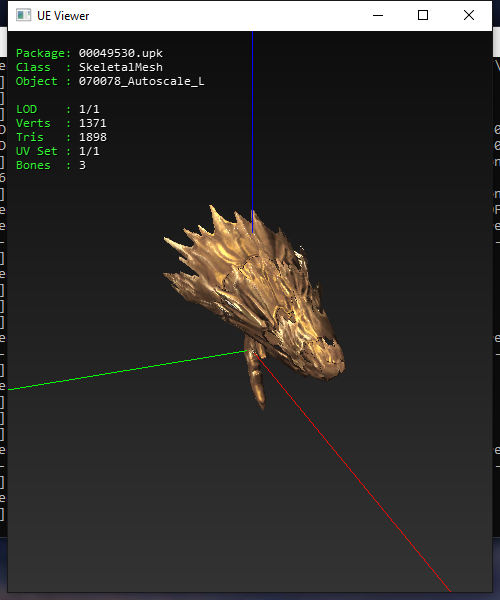 UE Viewer
Package: 00049530.upk
Class  : SkeletalMesh
Object : 070078_Autoscale_L
LOD    : 1/1
Verts  : 1371
Tris   : 1898
UV Set : 1/1
Bones  : 3